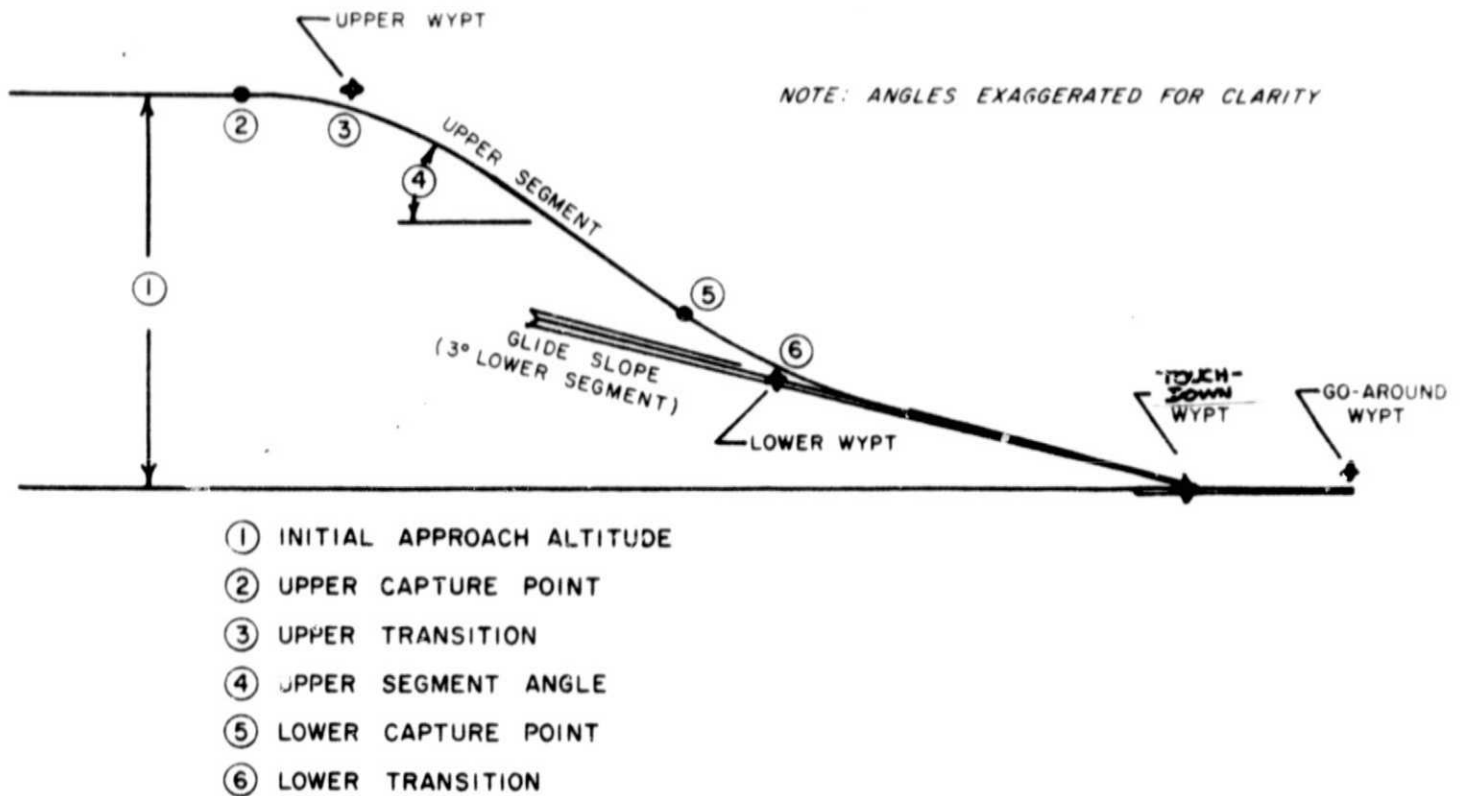 UPPER WYPT
NOTE: ANGLES EXAGGERATED FOR CLARITY
2
3
UPPER SEGMENT
4
1
5
GLIDE SLOPE
(3° LOWER SEGMENT)
6
LOWER WYPT
TOUCH-
DOWN
WYPT
GO-AROUND
WYPT
1 INITIAL APPROACH ALTITUDE
2 UPPER CAPTURE POINT
3 UPPER TRANSITION
4 UPPER SEGMENT ANGLE
5 LOWER CAPTURE POINT
6 LOWER TRANSITION